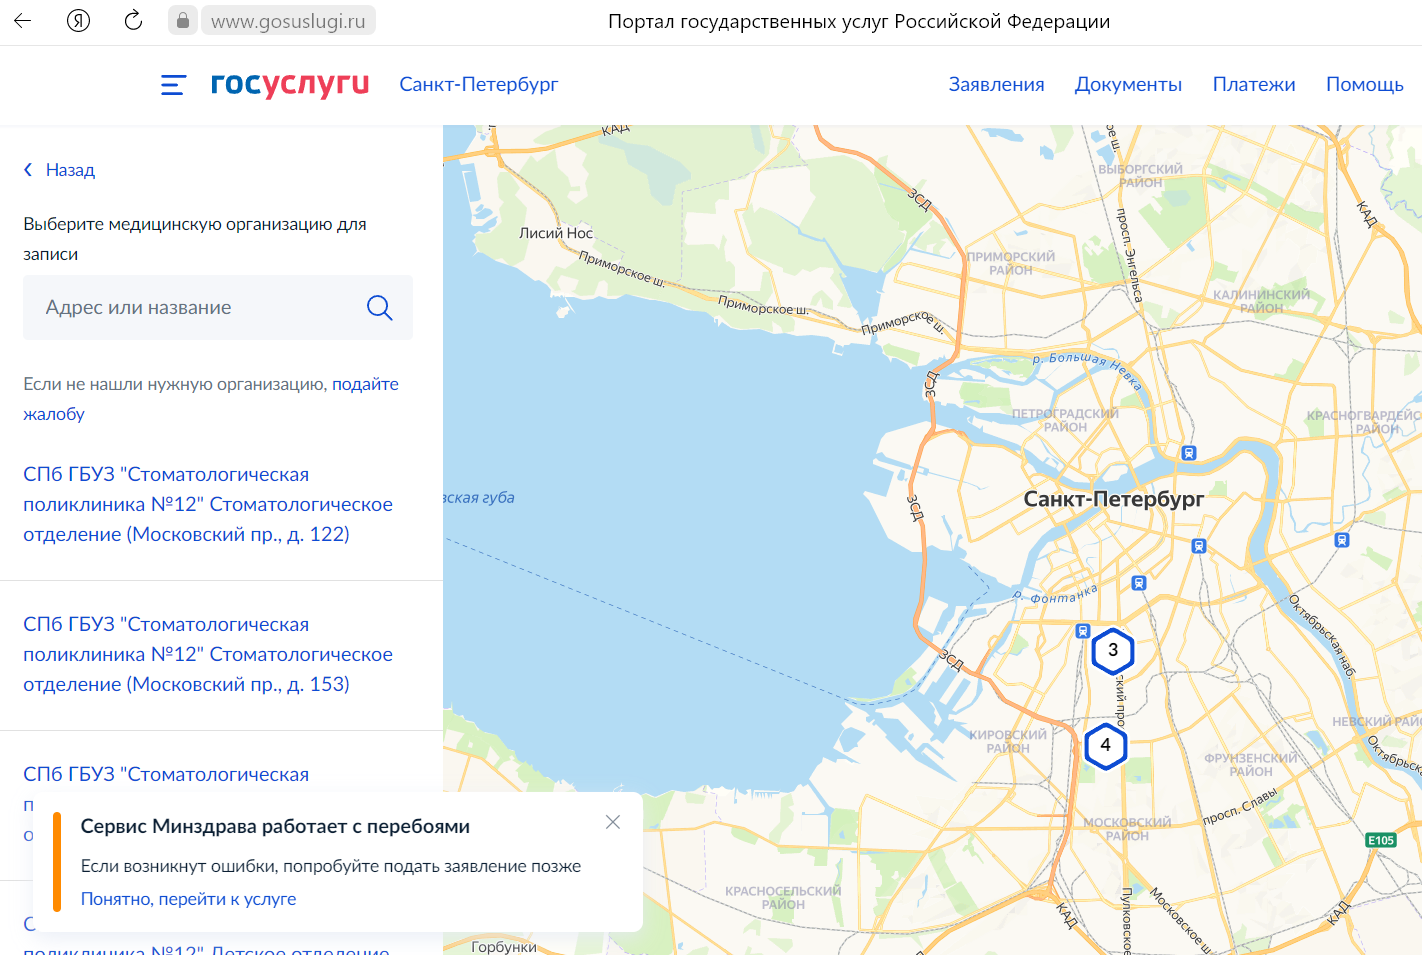 www.gosuslugi.ru
Портал государственных услуг Российской Федерации
госуслуги
Санкт-Петербург
Заявления
Документы
Платежи
Помощь
Назад
Выберите медицинскую организацию для
записи
Адрес или название
Если не нашли нужную организацию, подайте
жалобу
СПб ГБУЗ "Стоматологическая
поликлиника №12" Стоматологическое
отделение (Московский пр., д. 122)
СПб ГБУЗ "Стоматологическая
поликлиника №12" Стоматологическое
отделение (Московский пр., д. 153)
СПб ГБУЗ "Стоматологическая
Сервис Минздрава работает с перебоями
Если возникнут ошибки, попробуйте подать заявление позже
Понятно, перейти к услуге
поликлиника №12" Детское отделение
КАД
ое ш.
ВЫБОРГСКИЙ
РАЙОН
ЗСД
КАД
просп. Энгельса
Лисий Нос
Приморское ш.
ПРИМОРСКИЙ
РАЙОН
КАЛИНИНСКИЙ
РАЙОН
Приморское ш.
Приморское ш.
р. Большая Невка
ЗСД
ПЕТРОГРАДСКИЙ
РАЙОН
КРАСНОГВАРДЕЙС
РАЙОН
вская губа
Санкт-Петербург
ЗСД
р. Фонтанка
Октябрьская наб.
3
ЗСД
ский про
КИРОВСКИЙ
РАЙОН
4
НЕВСКИЙ РАЙО
ФРУНЗЕНСКИЙ
РАЙОН
Октябрьска
просп. Славы
МОСКОВСКИЙ
РАЙОН
E105
КРАСНОСЕЛЬСКИЙ
РАЙОН
КАД
Пулковское
Московское ш.
КАД
Горбунки